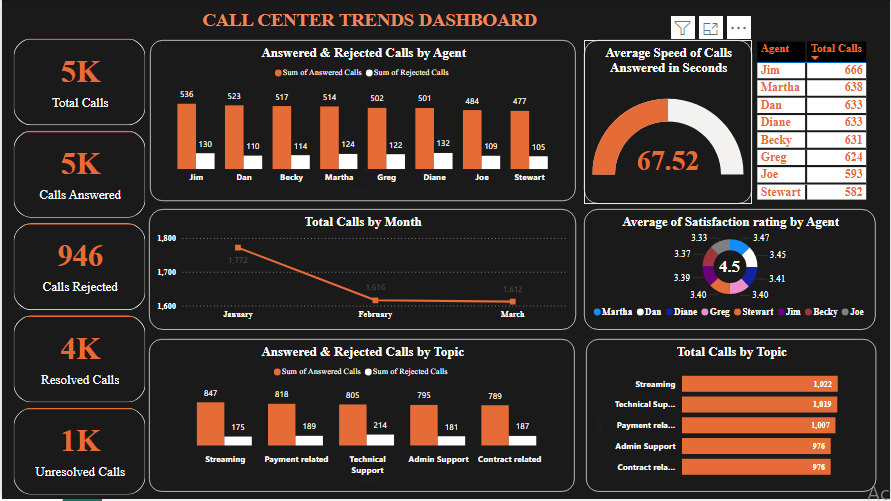 CALL CENTER TRENDS DASHBOARD
5K
Total Calls
5K
Calls Answered
946
Calls Rejected
4K
Resolved Calls
1K
Unresolved Calls
Answered & Rejected Calls by Agent
Sum of Answered Calls Sum of Rejected Calls
536 523 517 514 502 501 484 477
130 110 114 124 122 132 109 105
Jim Dan Becky Martha Greg Diane Joe Stewart
Average Speed of Calls
Answered in Seconds
67.52
Agent Total Calls
Jim 666
Martha 638
Dan 633
Diane 633
Becky 631
Greg 624
Joe 593
Stewart 582
Total Calls by Month
1,800
1,700
1,600
1,772
1,616
1,612
January February March
Average of Satisfaction rating by Agent
3.33 3.47
3.37 3.45
3.39 3.41
3.40 3.40
4.5
Martha Dan Diane Greg Stewart Jim Becky Joe
Answered & Rejected Calls by Topic
Sum of Answered Calls Sum of Rejected Calls
847 818 805 795 789
175 189 214 181 187
Streaming Payment related Technical Admin Support Contract related
Support
Total Calls by Topic
Streaming 1,022
Technical Sup... 1,019
Payment rela... 1,007
Admin Support 976
Contract rela... 976